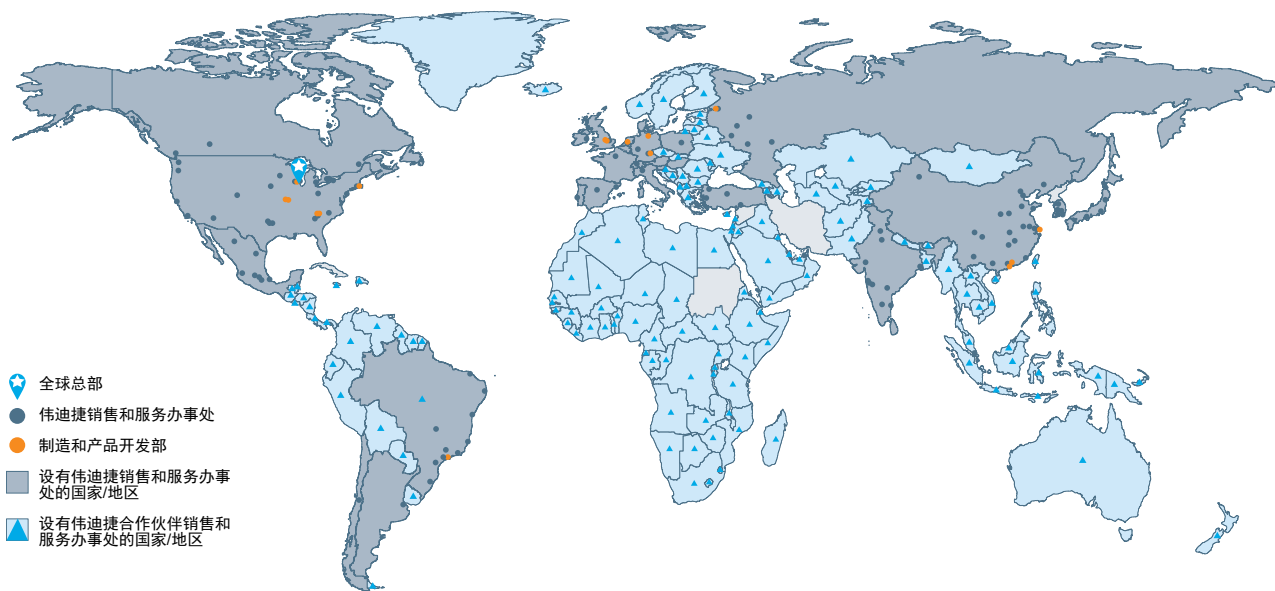 全球总部
伟迪捷销售和服务办事处
制造和产品开发部
设有伟迪捷销售和服务办事
处的国家/地区
设有伟迪捷合作伙伴销售和
服务办事处的国家/地区